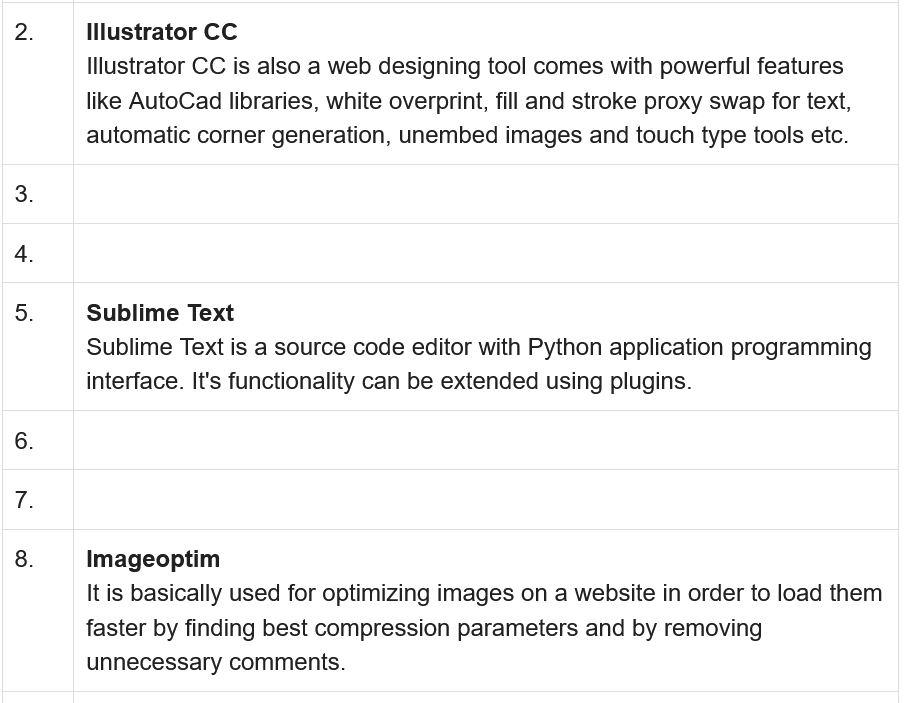 2.
Illustrator CC
Illustrator CC is also a web designing tool comes with powerful features
like AutoCad libraries, white overprint, fill and stroke proxy swap for text,
automatic corner generation, unembed images and touch type tools etc.
3.
4.
5.
Sublime Text
Sublime Text is a source code editor with Python application programming
interface. It's functionality can be extended using plugins.
6.
7.
8.
Imageoptim
It is basically used for optimizing images on a website in order to load them
faster by finding best compression parameters and by removing
unnecessary comments.